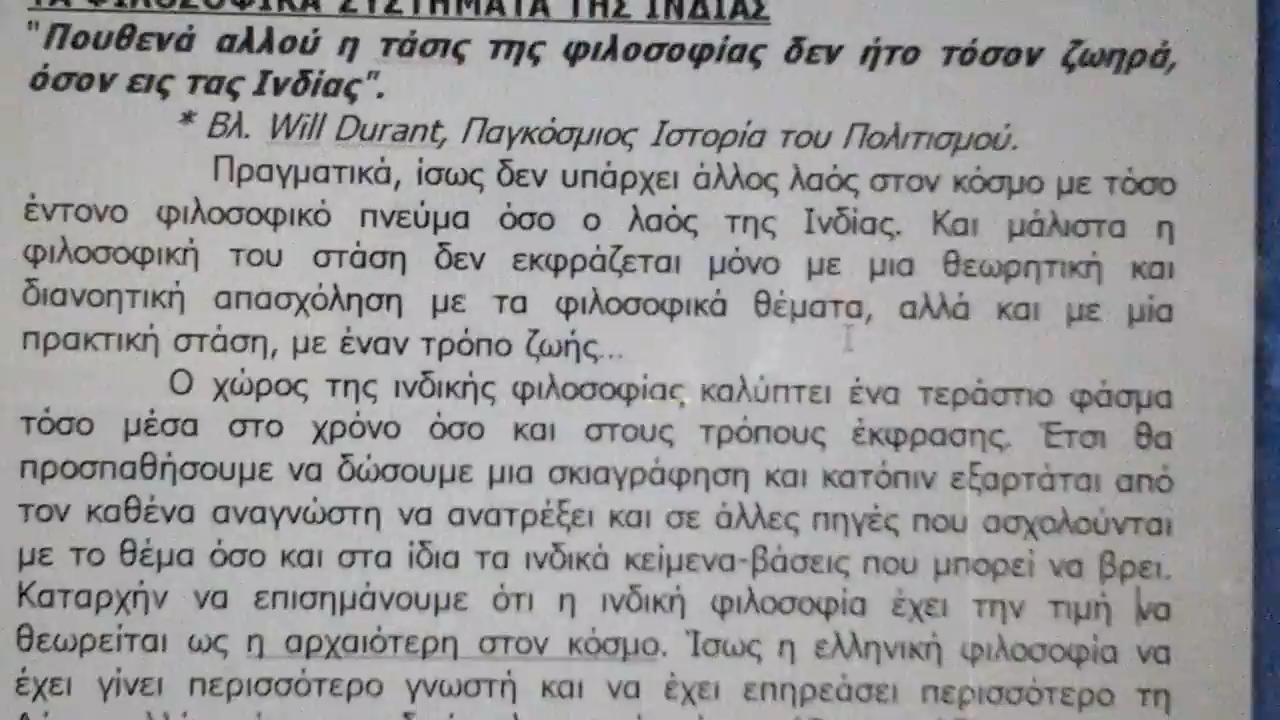 ΤΑ ΦΙΛΟΣΟΦΙΚΑ ΣΥΣΤΗΜΑΤΑ ΤΗΣ ΙΝΔΙΑΣ
"Πουθενά αλλού η τάσις της φιλοσοφίας δεν ήτο τόσον ζωηρά,
όσον εις τας Ινδίας".
* Βλ. Will Durant, Παγκόσμιος Ιστορία του Πολιτισμού.
Πραγματικά, ίσως δεν υπάρχει άλλος λαός στον κόσμο με τόσο
έντονο φιλοσοφικό πνεύμα όσο ο λαός της Ινδίας. Και μάλιστα η
φιλοσοφική του στάση δεν εκφράζεται μόνο με μια θεωρητική και
διανοητική απασχόληση με τα φιλοσοφικά θέματα, αλλά και με μία
πρακτική στάση, με έναν τρόπο ζωής...
Ο χώρος της ινδικής φιλοσοφίας καλύπτει ένα τεράστιο φάσμα
τόσο μέσα στο χρόνο όσο και στους τρόπους έκφρασης. Έτσι θα
προσπαθήσουμε να δώσουμε μια σκιαγράφηση και κατόπιν εξαρτάται από
τον καθένα αναγνώστη να ανατρέξει και σε άλλες πηγές που ασχολούνται
με το θέμα όσο και στα ίδια τα ινδικά κείμενα-βάσεις που μπορεί να βρει.
Καταρχήν να επισημάνουμε ότι η ινδική φιλοσοφία έχει την τιμή να
θεωρείται ως η αρχαιότερη στον κόσμο. Ίσως η ελληνική φιλοσοφία να
έχει γίνει περισσότερο γνωστή και να έχει επηρεάσει περισσότερο τη